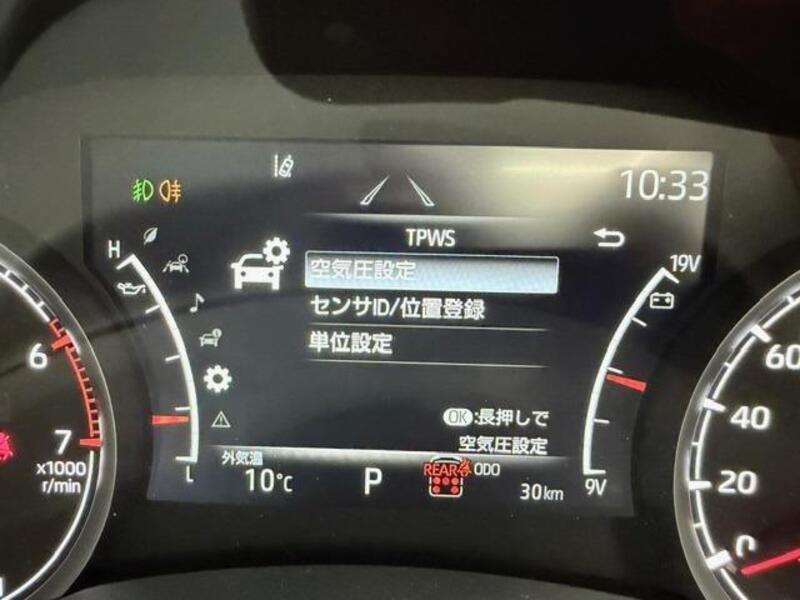 10:33
TPWS
H
19V
空気圧設定
センサID/位置登録
単位設定
OK:長押しで
空気圧設定
外気温
10℃
P
REAR
ODO
30km
L
9V
6
7
x1000
r/min
60
40
20
0